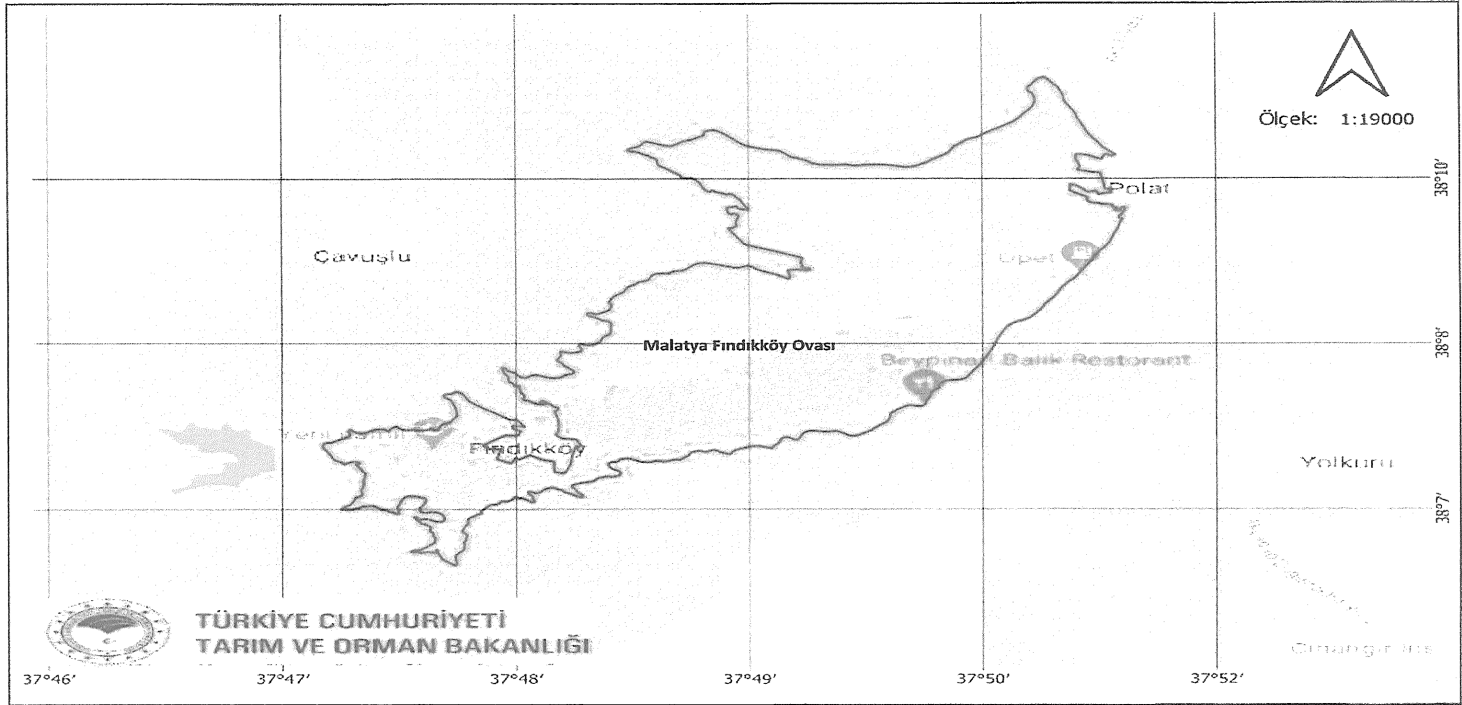 Ölçek: 1:19000
38°10'
Polat
Çavuşlu
Opet
Malatya Fındıkköy Ovası
38°8'
Beypınarı Balık Restorant
Fındıkköy
Yolkuru
38°7'
TÜRKİYE CUMHURİYETİ
TARIM VE ORMAN BAKANLIĞI
37°46'
37°47'
37°48'
37°49'
37°50'
37°52'